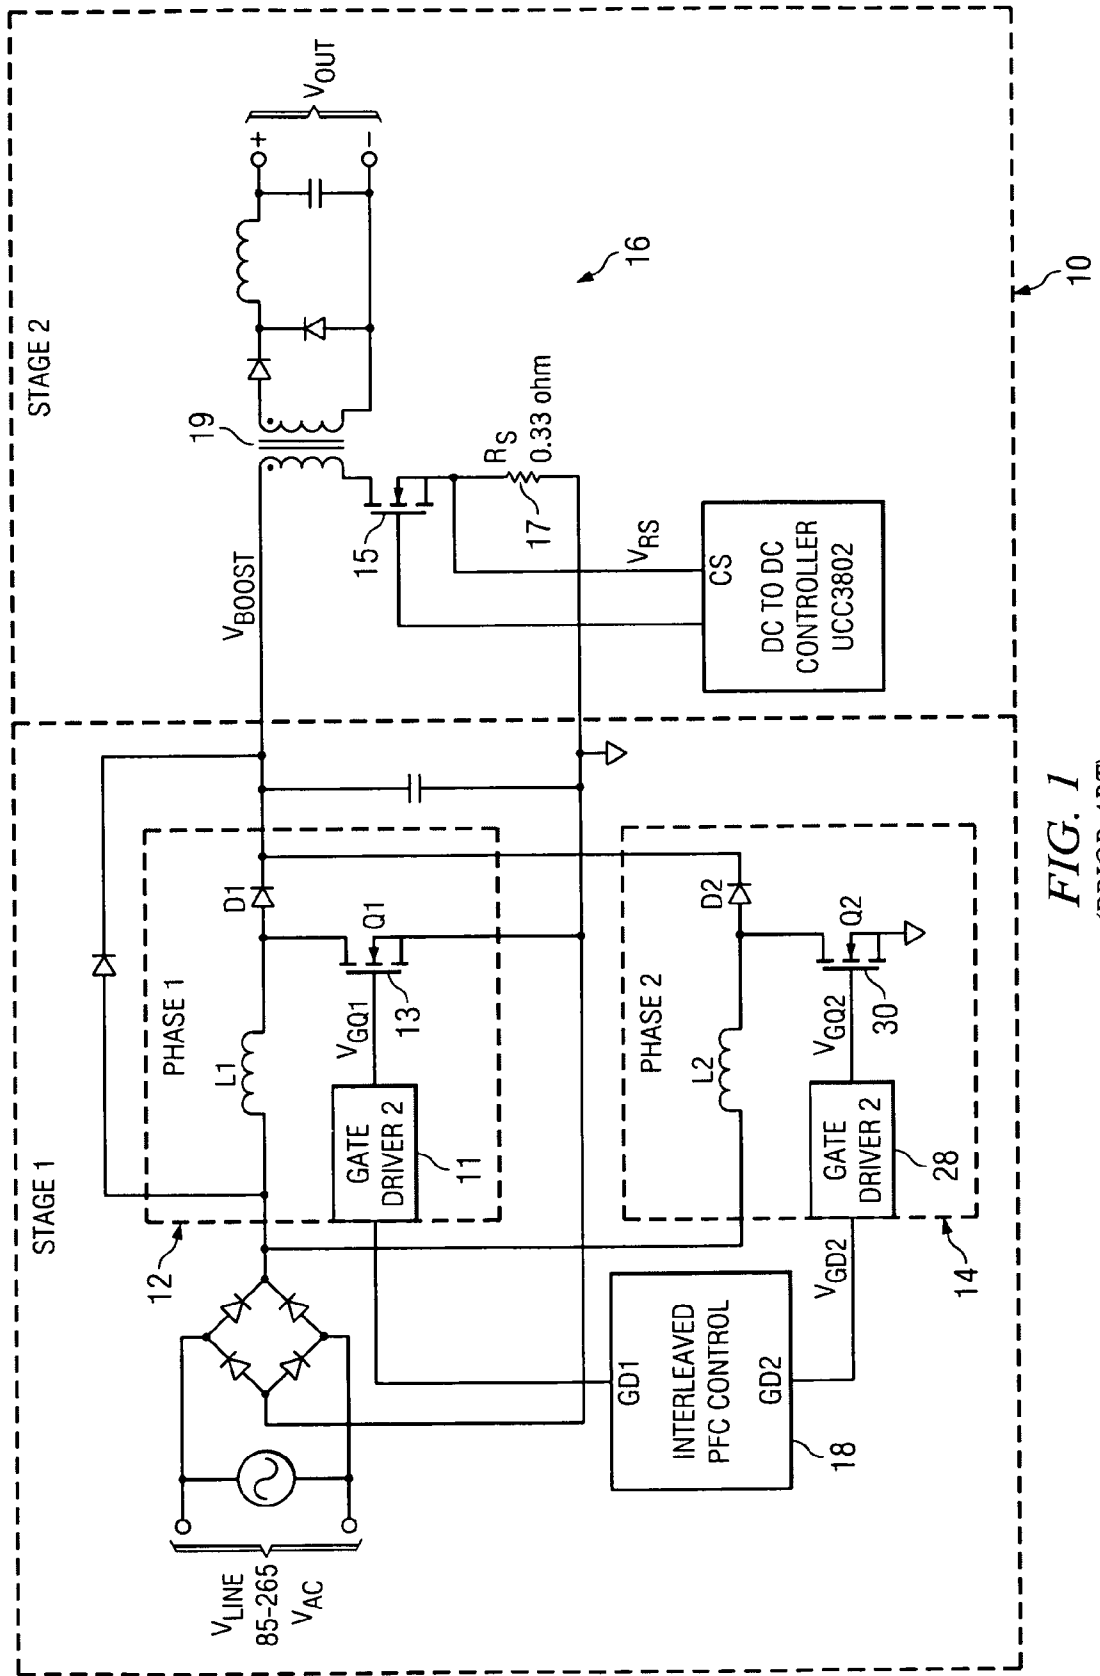 STAGE 1
STAGE 2
VLINE
85-265
VAC
12
PHASE 1
L1
D1
VBOOST
19
+
-
VOUT
GATE
DRIVER 2
11
VGQ1
13
Q1
15
RS
0.33 ohm
17
VRS
16
CS
DC TO DC
CONTROLLER
UCC3802
GD1
INTERLEAVED
PFC CONTROL
GD2
18
VGD2
14
PHASE 2
L2
D2
GATE
DRIVER 2
28
VGQ2
30
Q2
10
FIG. 1
(PRIOR ART)